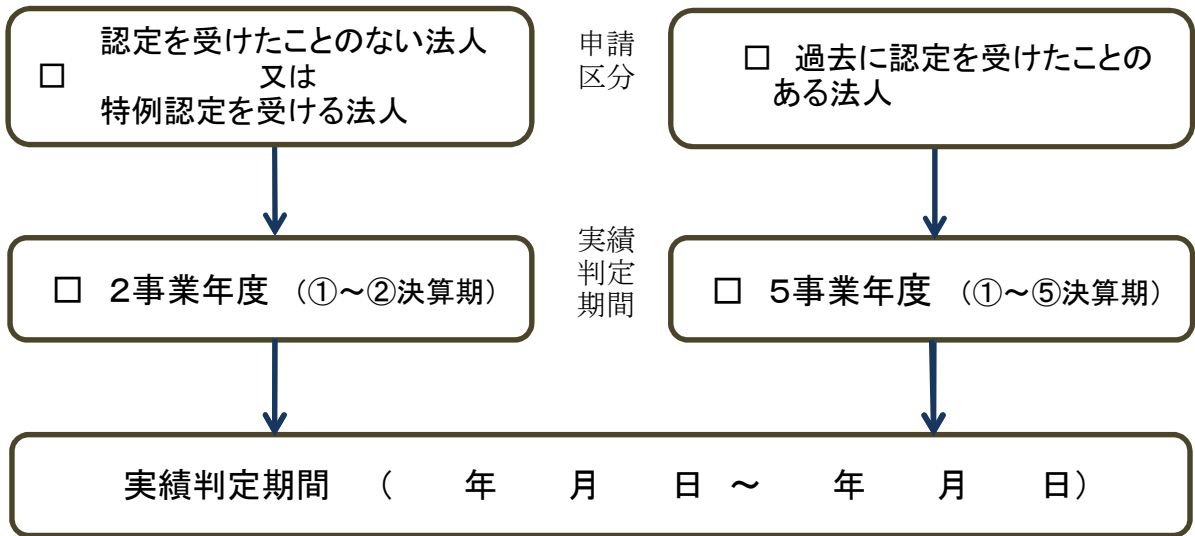 認定を受けたことのない法人
□ 又は
特例認定を受ける法人
申請
区分
□ 過去に認定を受けたことの
ある法人
□ 2事業年度 (①～②決算期)
実績
判定
期間
□ 5事業年度 (①～⑤決算期)
実績判定期間 ( 年 月 日 ～ 年 月 日)